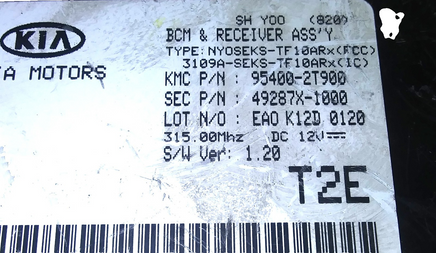 SH YOO (820)
KIA
BCM & RECEIVER ASS'Y
TYPE: NYOSEKS-TF10ARx(FCC)
3109A-SEKS-TF10ARx(IC)
A MOTORS
KMC P/N : 95400-2T900
SEC P/N : 49287X-1000
LOT N/O : EAO K12D 0120
315.00Mhz DC 12V
S/W Ver: 1.20
T2E